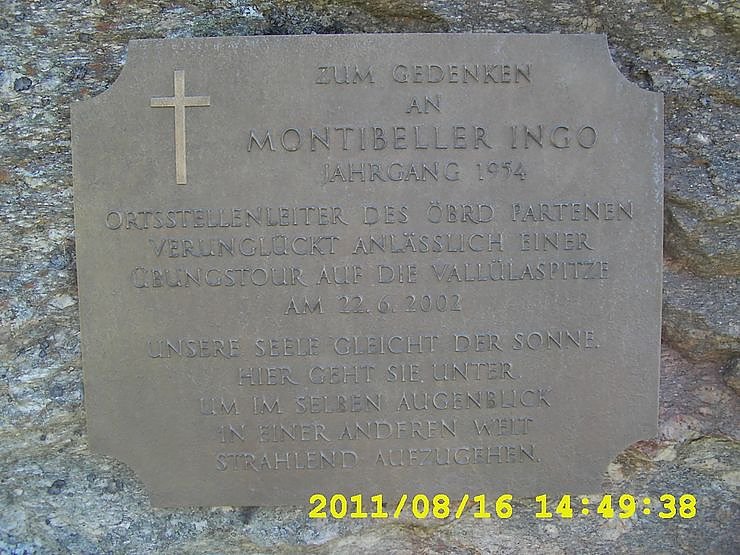 ZUM GEDENKEN
AN
MONTIBELLER INGO
JAHRGANG 1954
ORTSSTELLENLEITER DES ÖBRD PARTENEN
VERUNGLÜCKT ANLÄSSLICH EINER
ÜBUNGSTOUR AUF DIE VALLÜLASPITZE
AM 22. 6. 2002
UNSERE SEELE GLEICHT DER SONNE.
HIER GEHT SIE UNTER.
UM IM SELBEN AUGENBLICK
IN EINER ANDEREN WELT
STRAHLEND AUFZUGEHEN.
2011/08/16 14:49:38